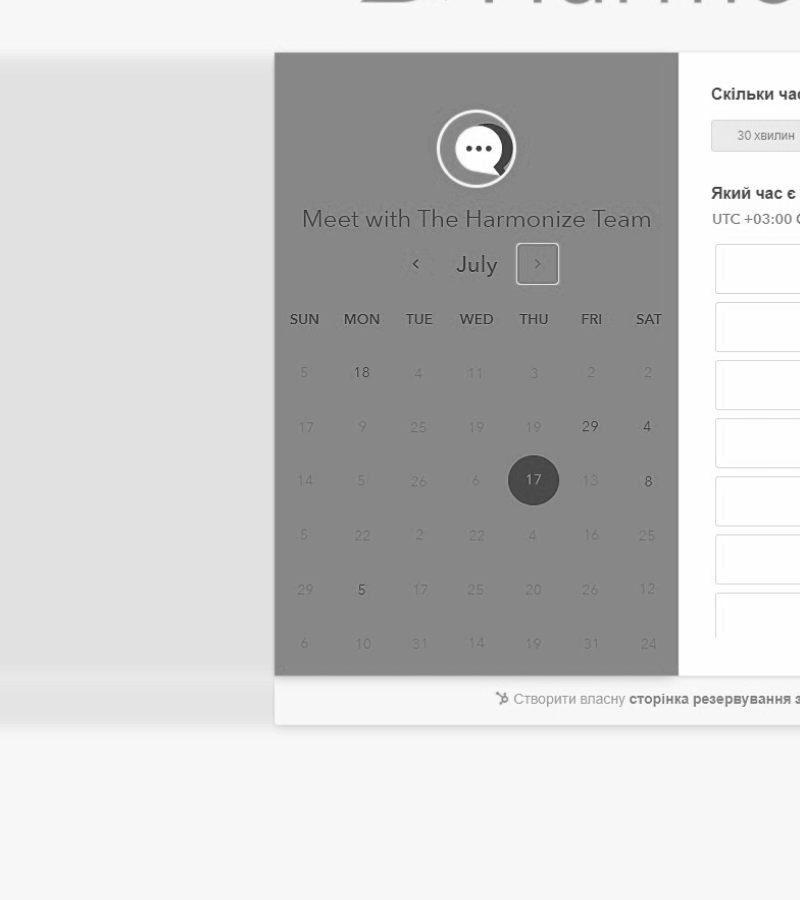 Meet with The Harmonize Team
July
SUN MON TUE WED THU FRI SAT
5 18 4 11 3 2 2
17 9 25 19 19 29 4
14 5 26 6 17 13 8
5 22 2 22 4 16 25
29 5 17 25 20 26 12
6 10 31 14 19 31 24
Скільки час
30 хвилин
Який час є
UTC +03:00
Створити власну сторінка резервування з